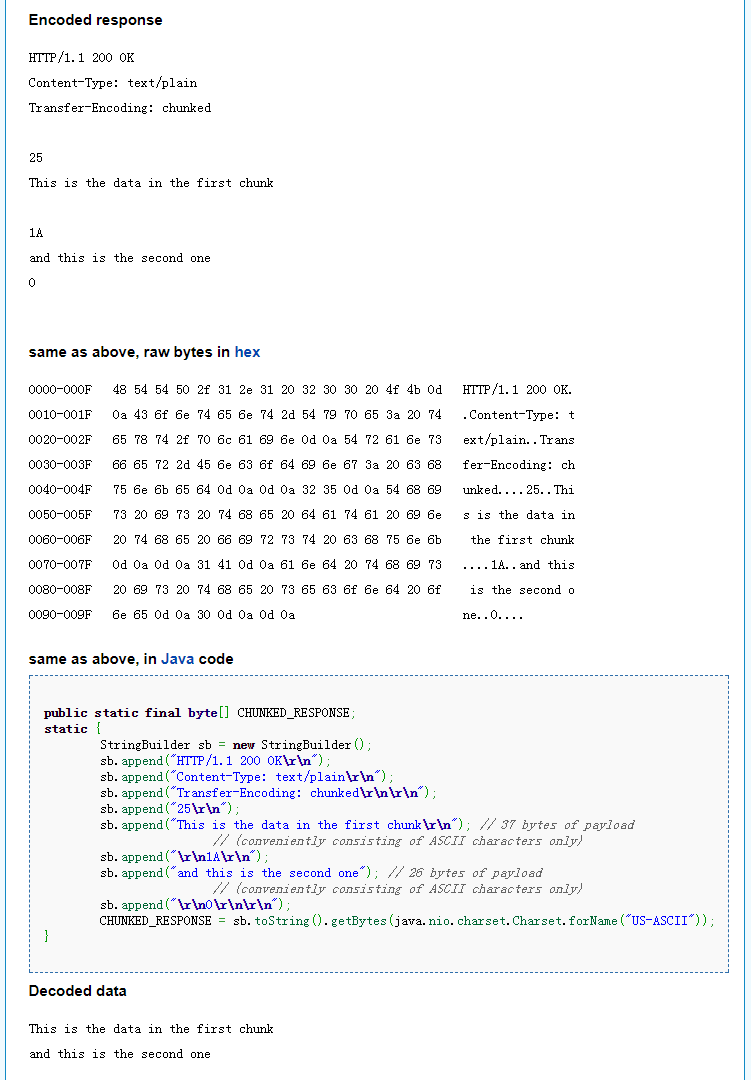 Encoded response
HTTP/1.1 200 OK
Content-Type: text/plain
Transfer-Encoding: chunked
25
This is the data in the first chunk
1A
and this is the second one
0
same as above, raw bytes in hex
0000-000F   48 54 54 50 2f 31 2e 31 20 32 30 30 20 4f 4b 0d   HTTP/1.1 200 OK.
0010-001F   0a 43 6f 6e 74 65 6e 74 2d 54 79 70 65 3a 20 74   .Content-Type: t
0020-002F   65 78 74 2f 70 6c 61 69 6e 0d 0a 54 72 61 6e 73   ext/plain..Trans
0030-003F   66 65 72 2d 45 6e 63 6f 64 69 6e 67 3a 20 63 68   fer-Encoding: ch
0040-004F   75 6e 6b 65 64 0d 0a 0d 0a 32 35 0d 0a 54 68 69   unked....25..Thi
0050-005F   73 20 69 73 20 74 68 65 20 64 61 74 61 20 69 6e   s is the data in
0060-006F   20 74 68 65 20 66 69 72 73 74 20 63 68 75 6e 6b    the first chunk
0070-007F   0d 0a 0d 0a 31 41 0d 0a 61 6e 64 20 74 68 69 73   ....1A..and this
0080-008F   20 69 73 20 74 68 65 20 73 65 63 6f 6e 64 20 6f    is the second o
0090-009F   6e 65 0d 0a 30 0d 0a 0d 0a                        ne..0....
same as above, in Java code
public static final byte[] CHUNKED_RESPONSE;
static {
        StringBuilder sb = new StringBuilder();
        sb.append("HTTP/1.1 200 OK\r\n");
        sb.append("Content-Type: text/plain\r\n");
        sb.append("Transfer-Encoding: chunked\r\n\r\n");
        sb.append("25\r\n");
        sb.append("This is the data in the first chunk\r\n"); // 37 bytes of payload
                        // (conveniently consisting of ASCII characters only)
        sb.append("\r\n1A\r\n");
        sb.append("and this is the second one"); // 26 bytes of payload
                        // (conveniently consisting of ASCII characters only)
        sb.append("\r\n0\r\n\r\n");
        CHUNKED_RESPONSE = sb.toString().getBytes(java.nio.charset.Charset.forName("US-ASCII"));
}
Decoded data
This is the data in the first chunk
and this is the second one